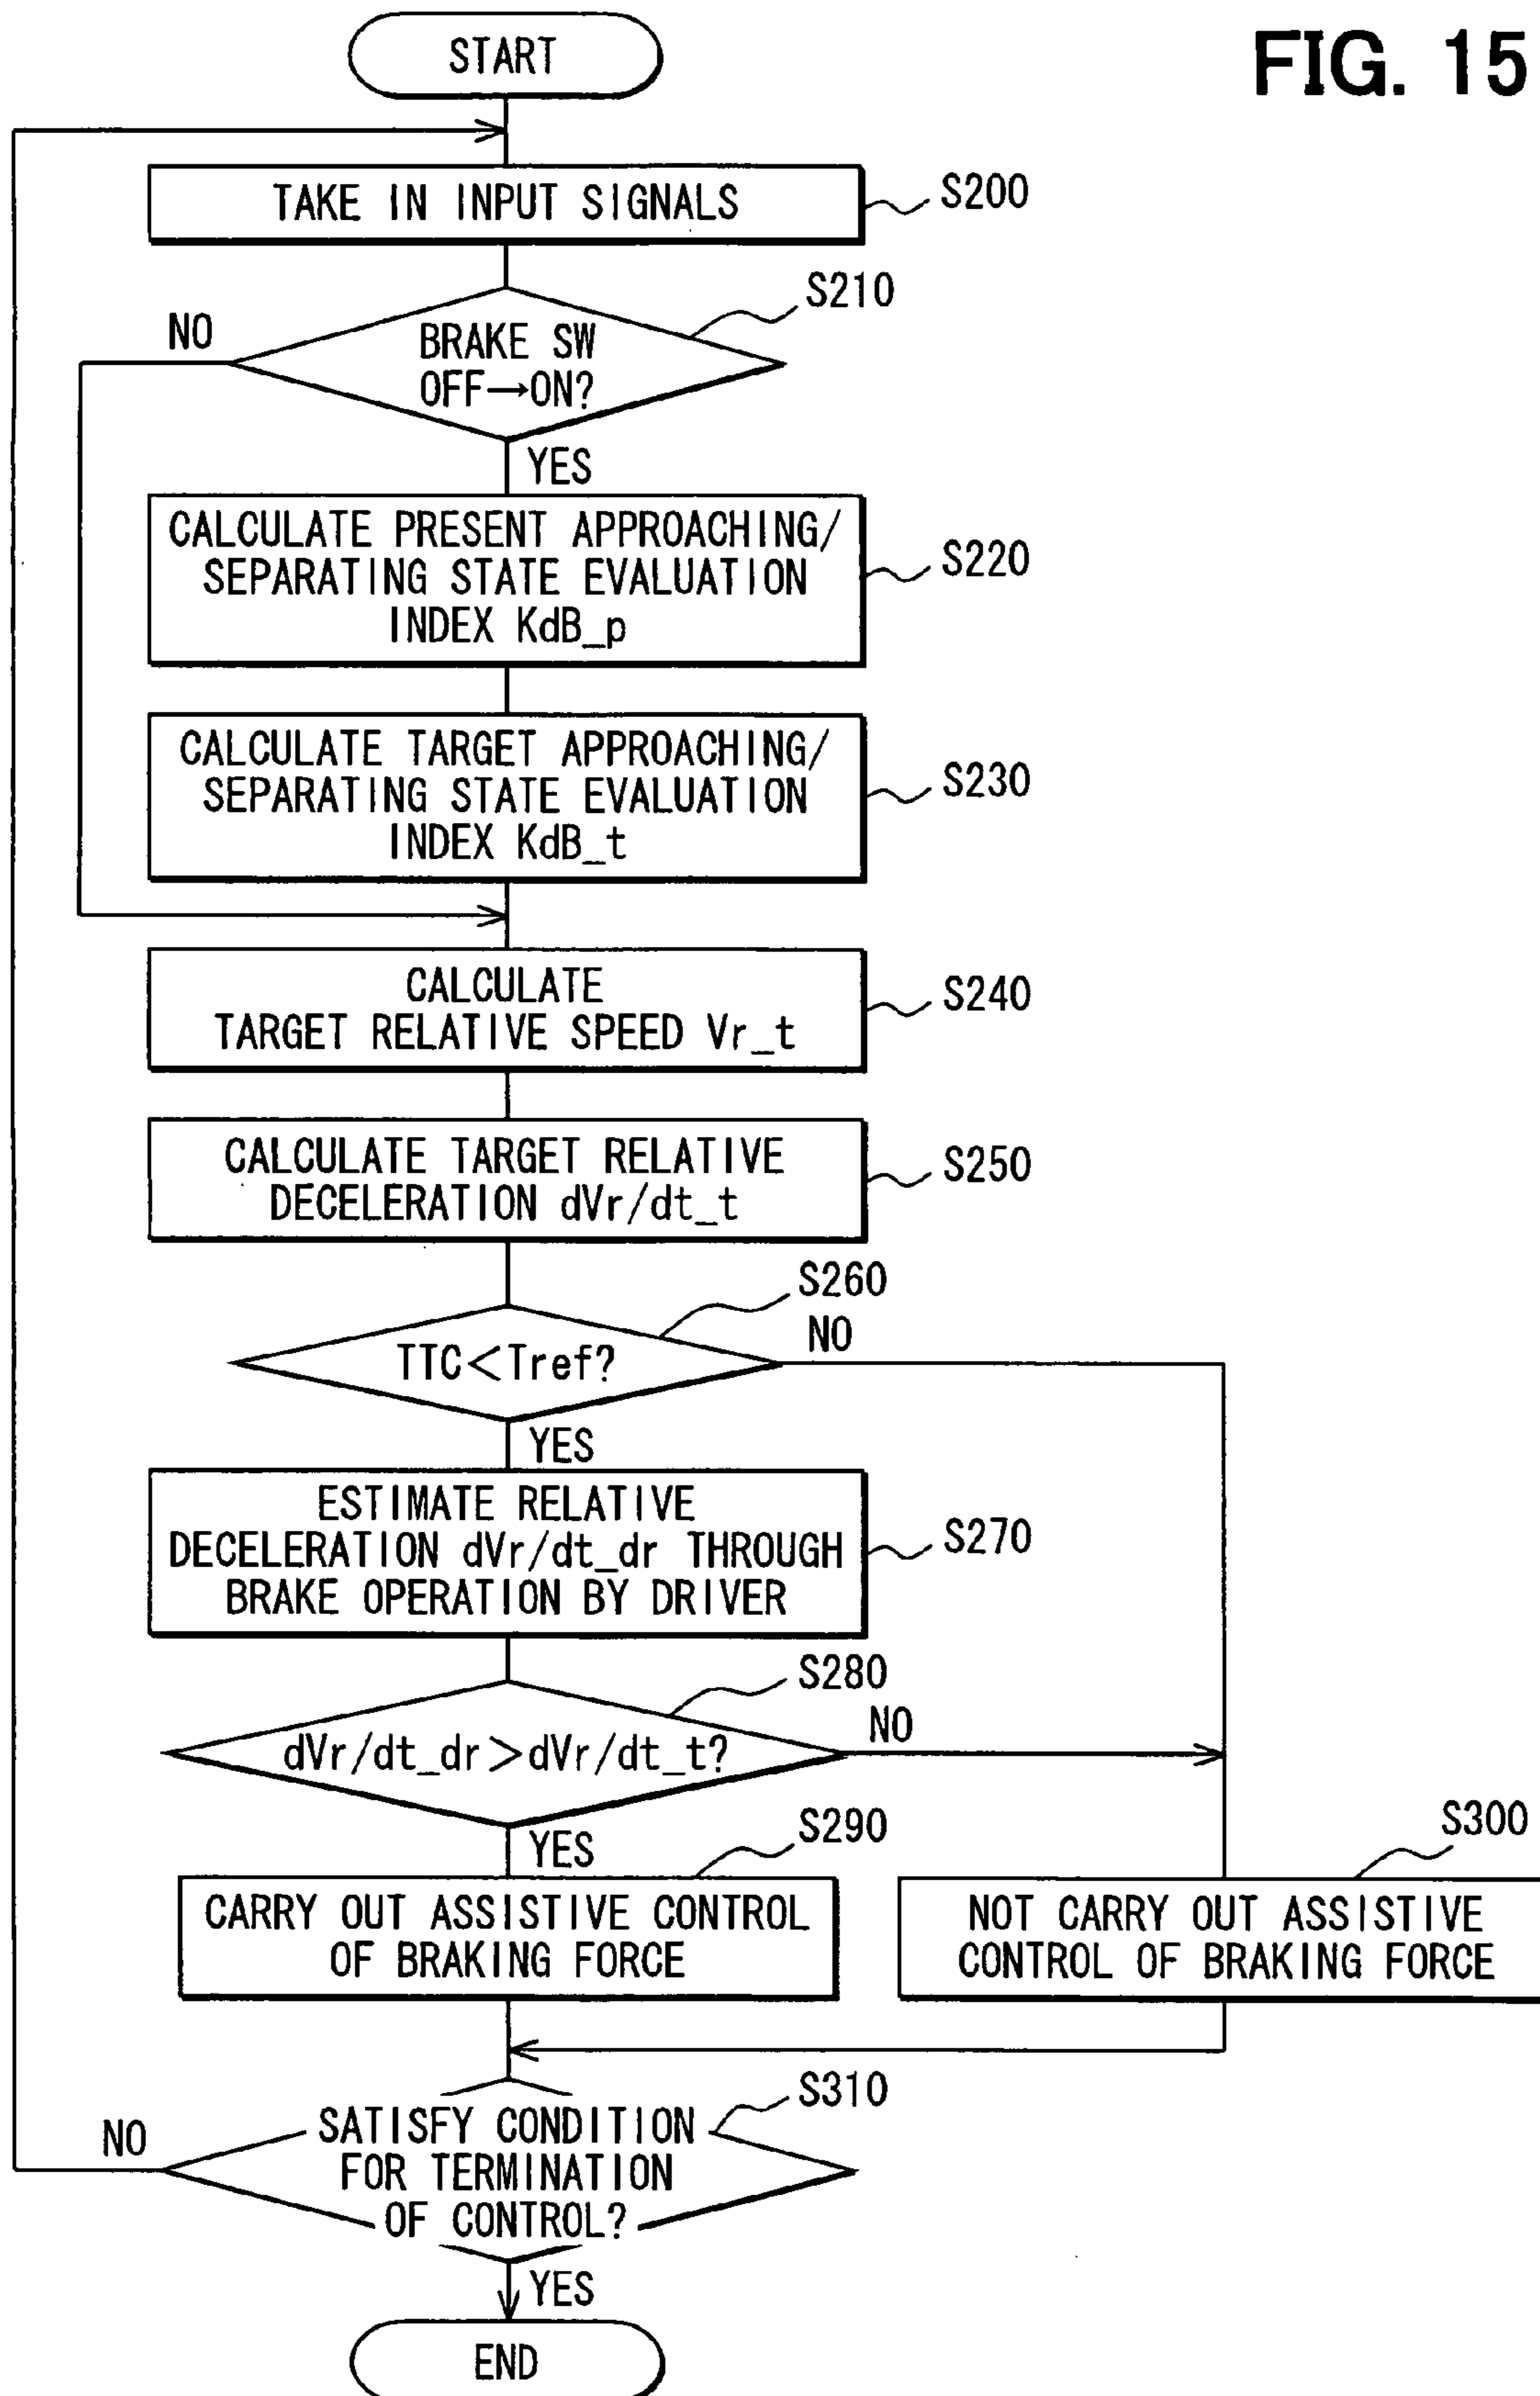 FIG. 15
START
TAKE IN INPUT SIGNALS
S200
S210
NO
BRAKE SW
OFF→ON?
YES
CALCULATE PRESENT APPROACHING/
SEPARATING STATE EVALUATION
INDEX KdB_p
S220
CALCULATE TARGET APPROACHING/
SEPARATING STATE EVALUATION
INDEX KdB_t
S230
CALCULATE
TARGET RELATIVE SPEED Vr_t
S240
CALCULATE TARGET RELATIVE
DECELERATION dVr/dt_t
S250
S260
TTC<Tref?
NO
YES
ESTIMATE RELATIVE
DECELERATION dVr/dt_dr THROUGH
BRAKE OPERATION BY DRIVER
S270
S280
dVr/dt_dr>dVr/dt_t?
NO
YES
S290
CARRY OUT ASSISTIVE CONTROL
OF BRAKING FORCE
S300
NOT CARRY OUT ASSISTIVE
CONTROL OF BRAKING FORCE
S310
NO
SATISFY CONDITION
FOR TERMINATION
OF CONTROL?
YES
END